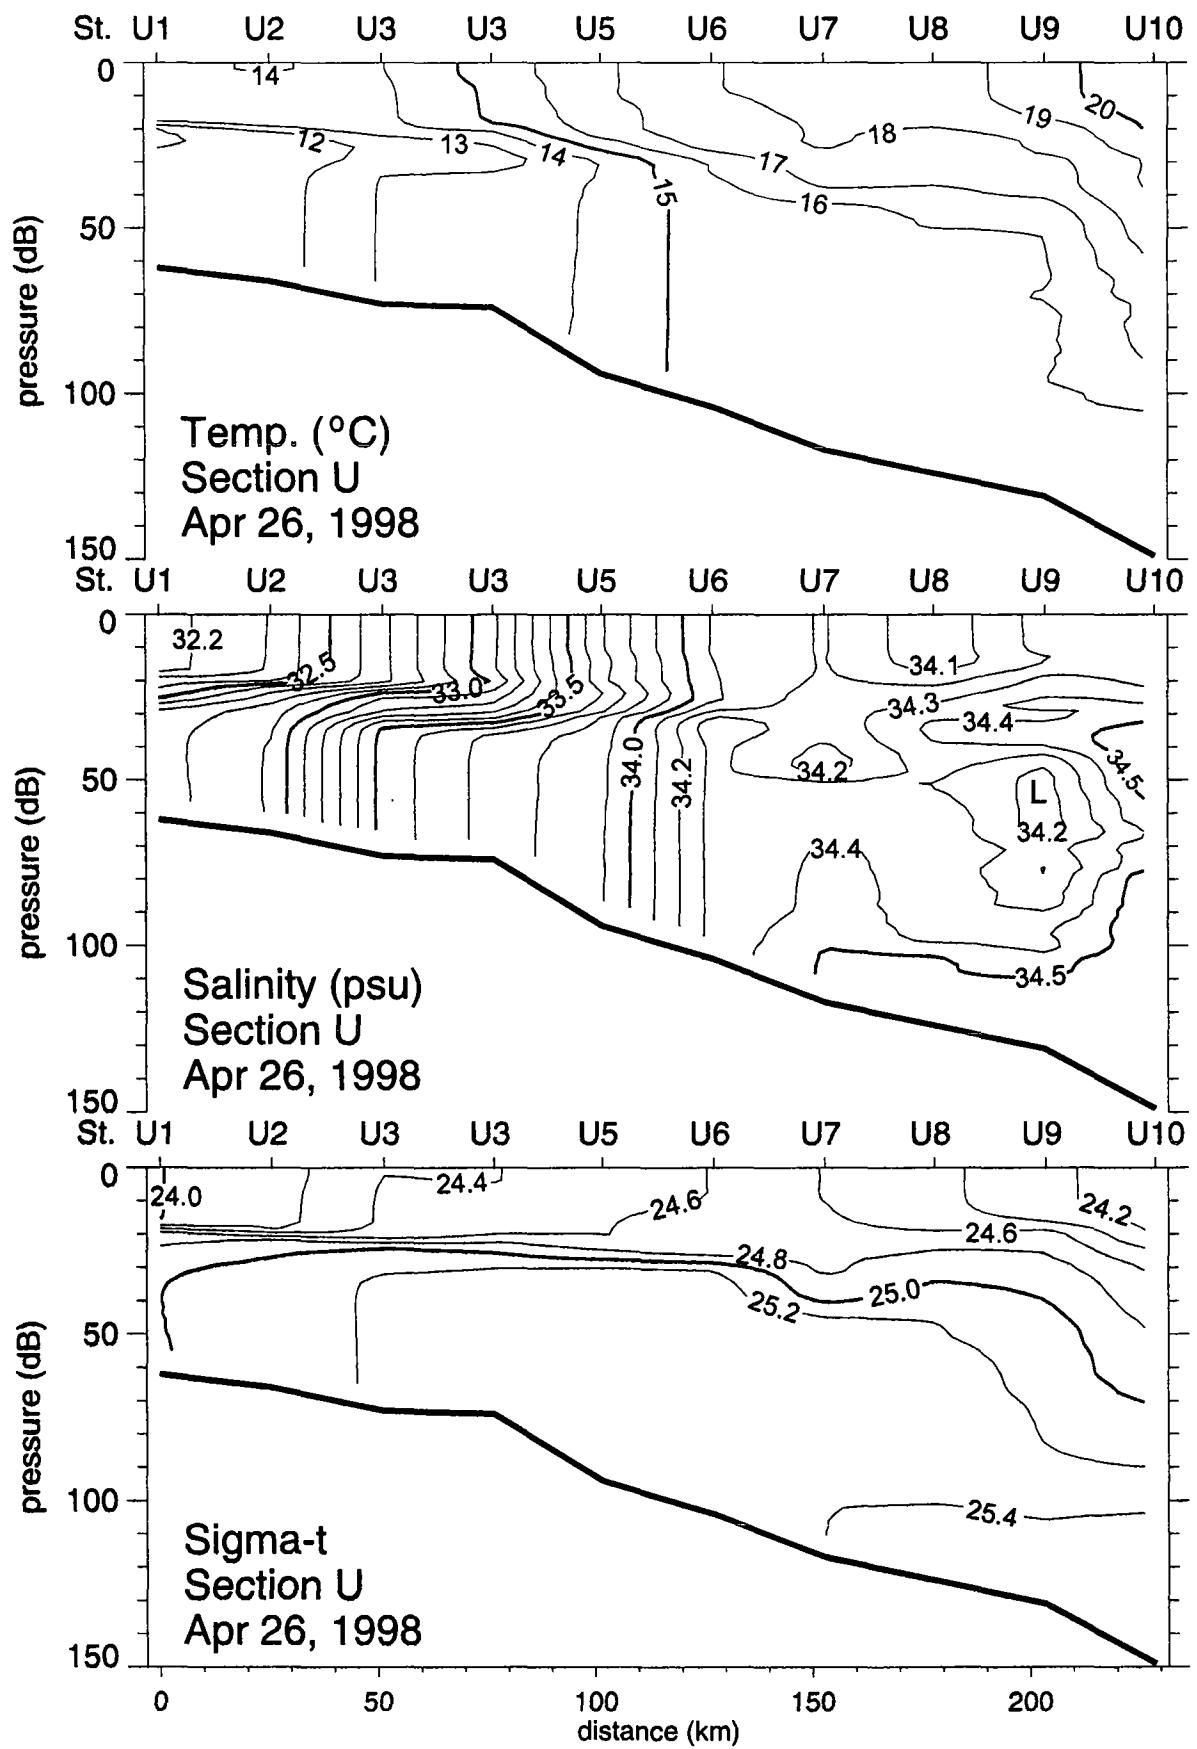 St. U1 U2 U3 U3 U5 U6 U7 U8 U9 U10
0
14
20
19
18
12
13
14
17
15
16
50
pressure (dB)
100
Temp. (°C)
Section U
Apr 26, 1998
150
St. U1 U2 U3 U3 U5 U6 U7 U8 U9 U10
0
32.2
34.1
32.5
33.0
33.5
34.3
34.4
34.0
34.2
34.2
34.5
50
L
34.2
34.4
pressure (dB)
100
34.5
Salinity (psu)
Section U
Apr 26, 1998
150
St. U1 U2 U3 U3 U5 U6 U7 U8 U9 U10
0
24.4
24.0
24.6
24.2
24.6
24.8
25.0
25.2
50
pressure (dB)
100
25.4
Sigma-t
Section U
Apr 26, 1998
150
0 50 100 150 200
distance (km)